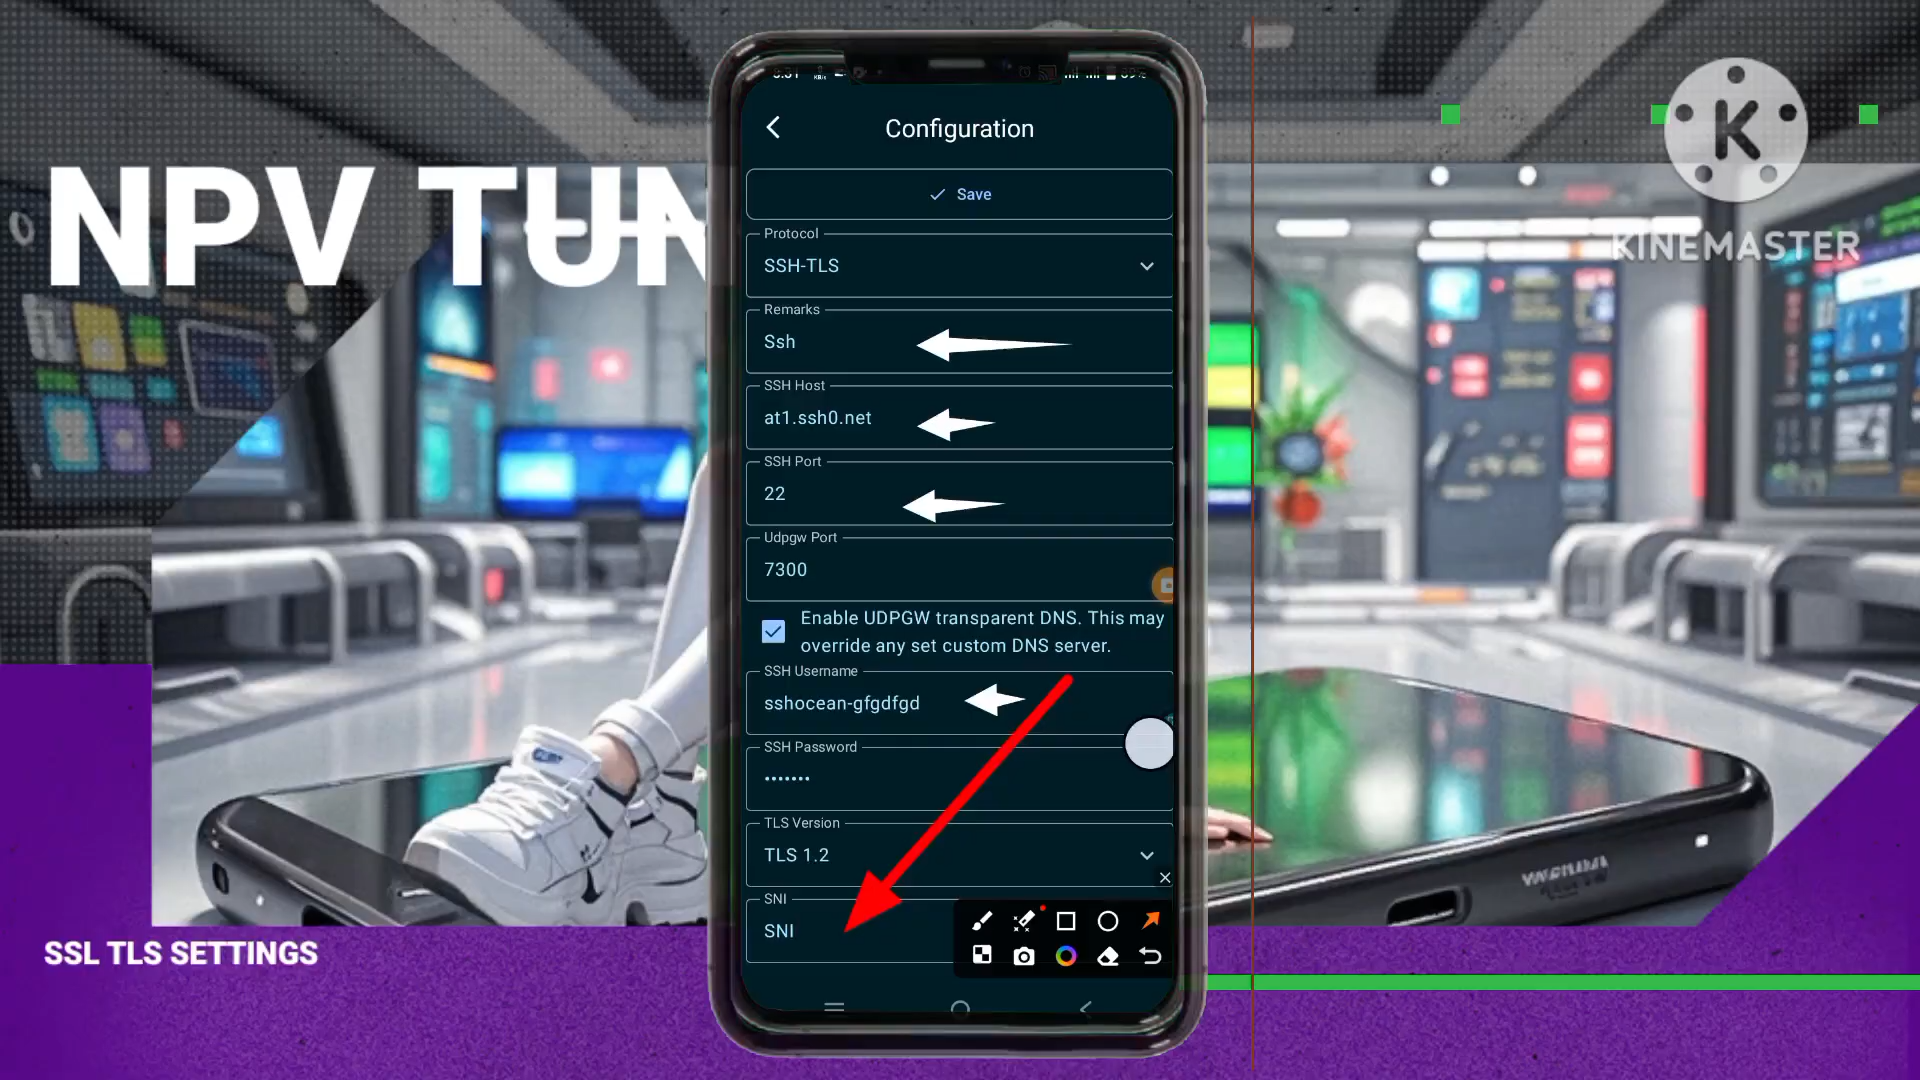 NPV TUN
KINEMASTER
Configuration
Save
Protocol
SSH-TLS
Remarks
Ssh
SSH Host
at1.ssh0.net
SSH Port
22
Udpgw Port
7300
Enable UDPGW transparent DNS. This may
override any set custom DNS server.
SSH Username
sshocean-gfgdfgd
SSH Password
•••••••
TLS Version
TLS 1.2
SNI
SNI
SSL TLS SETTINGS